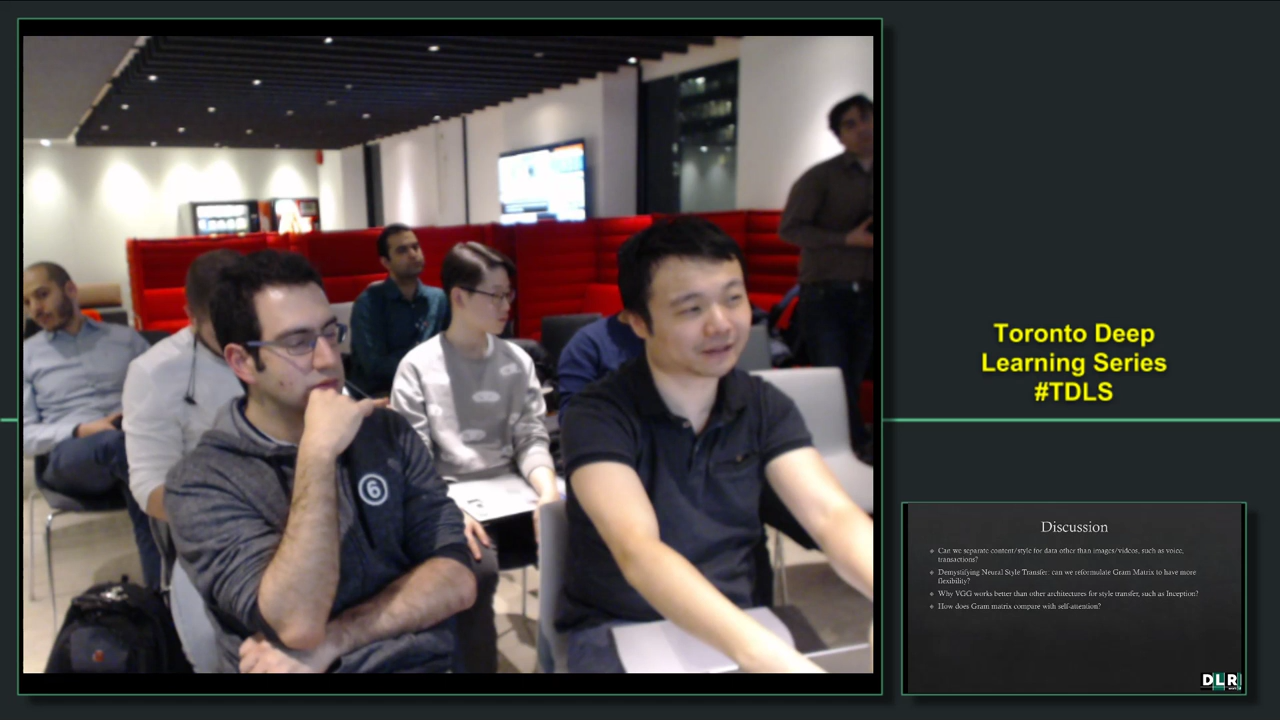 Toronto Deep
Learning Series
#TDLS
6
Discussion
Can we separate content/style for data other than images/videos, such as voice,
transactions?
Demystifying Neural Style Transfer: can we reformulate Gram Matrix to have more
flexibility?
Why VGG works better than other architectures for style transfer, such as Inception?
How does Gram matrix compare with self-attention?
DLR